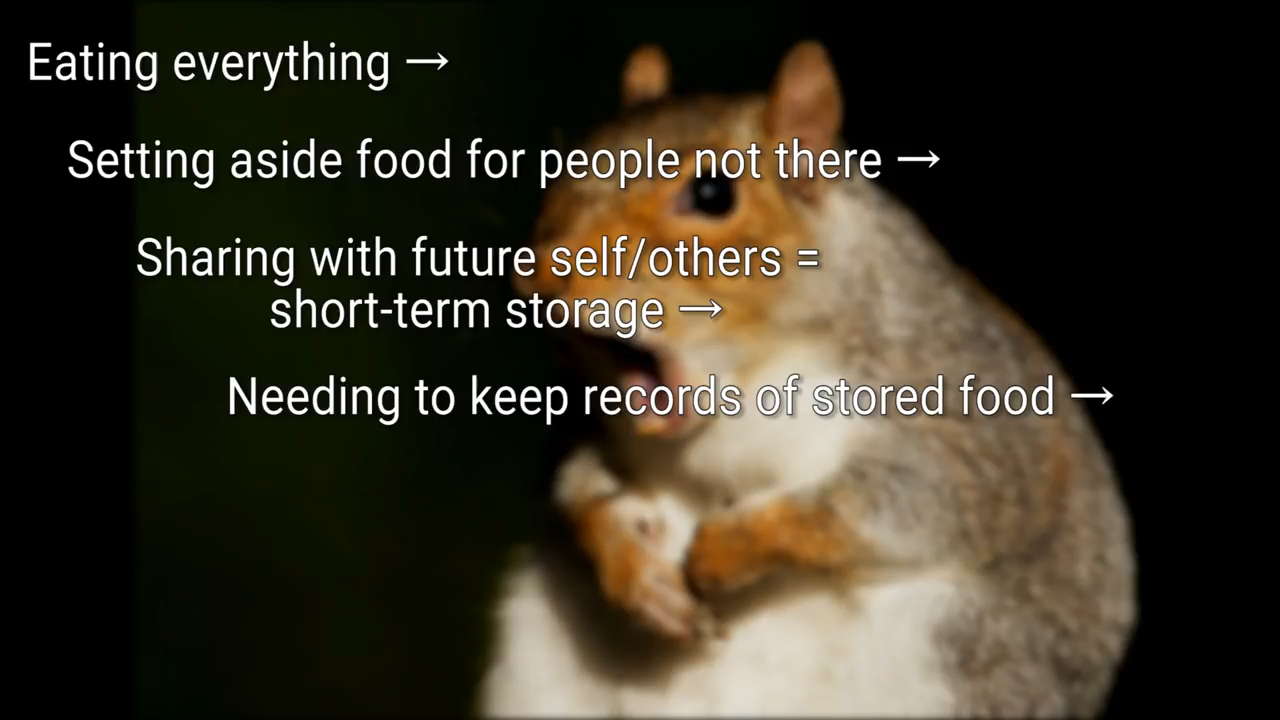 Eating everything →
Setting aside food for people not there →
Sharing with future self/others =
short-term storage →
Needing to keep records of stored food →